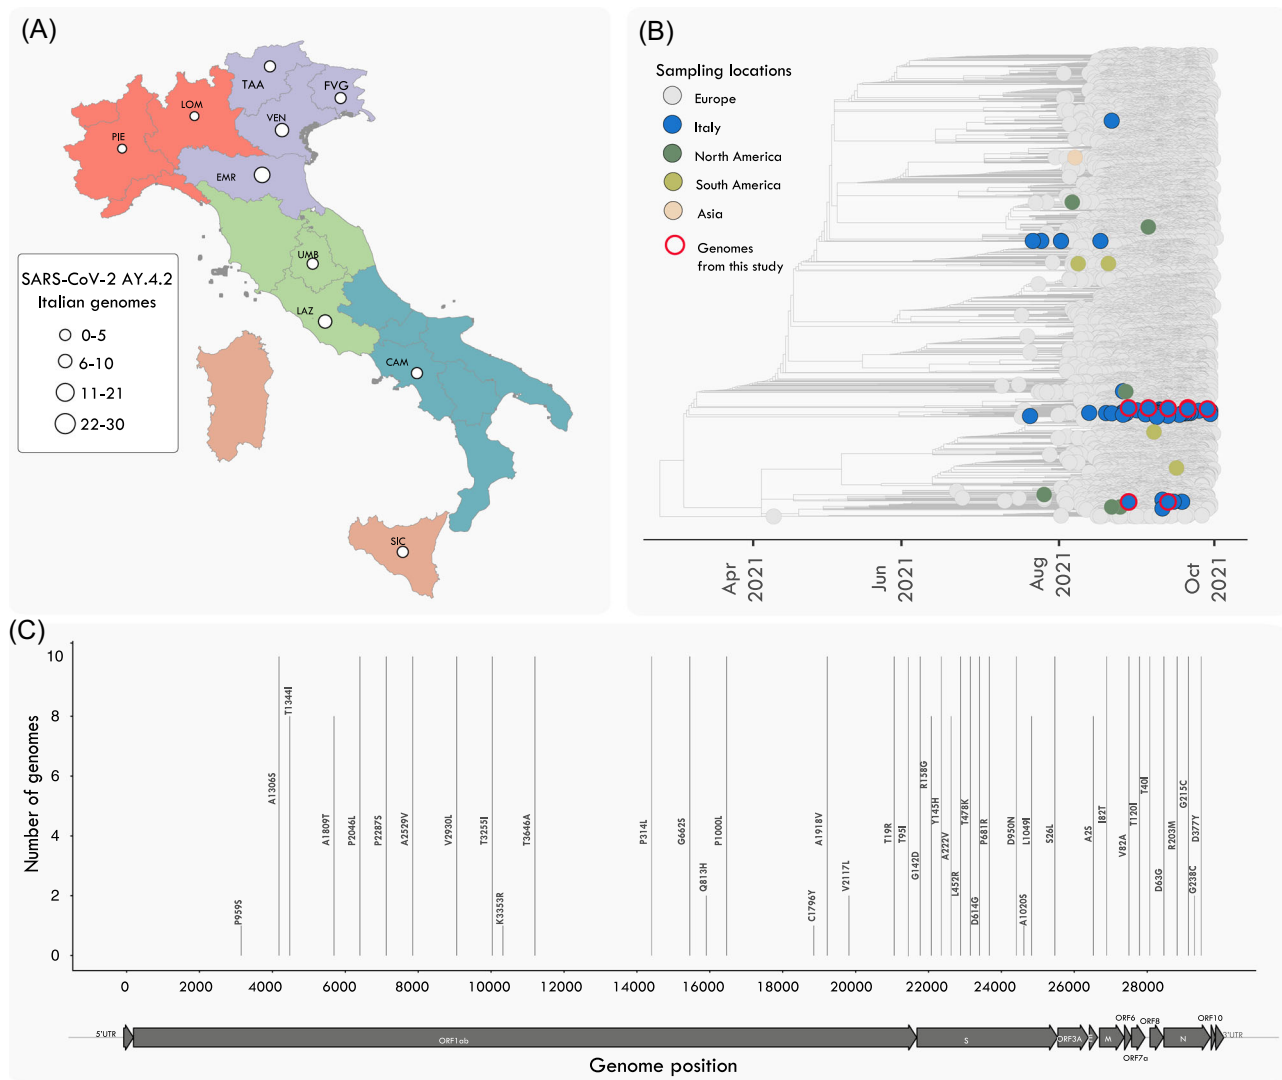 (A)
TAA
FVG
LOM
VEN
PIE
EMR
UMB
LAZ
CAM
SIC
SARS-CoV-2 AY.4.2
Italian genomes
0-5
6-10
11-21
22-30
(B)
Sampling locations
Europe
Italy
North America
South America
Asia
Genomes
from this study
Apr
2021
Jun
2021
Aug
2021
Oct
2021
(C)
Number of genomes
10
8
6
4
2
0
P959S
A1306S
T1344I
A1809T
P2046L
P2287S
A2529V
V2930L
T3255I
K3353R
T3646A
P314L
G662S
Q813H
P1000L
C1796Y
A1918V
V2117L
T19R
T95I
G142D
R158G
Y145H
A222V
L452R
T478K
D614G
P681R
D950N
A1020S
L1049I
S26L
A2S
I82T
V82A
T120I
T40I
D63G
R203M
G215C
G238C
D377Y
0
2000
4000
6000
8000
10000
12000
14000
16000
18000
20000
22000
24000
26000
28000
5'UTR
ORF1ab
S
ORF3A
E
M
ORF6
ORF7a
ORF8
N
ORF10
3'UTR
Genome position